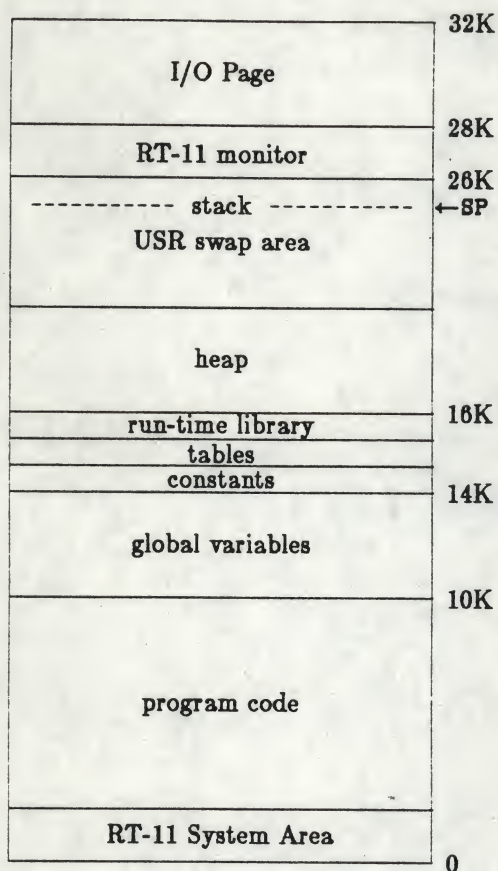 32K
I/O Page
28K
RT-11 monitor
26K
stack ←SP
USR swap area
heap
16K
run-time library
tables
constants
14K
global variables
10K
program code
RT-11 System Area
0